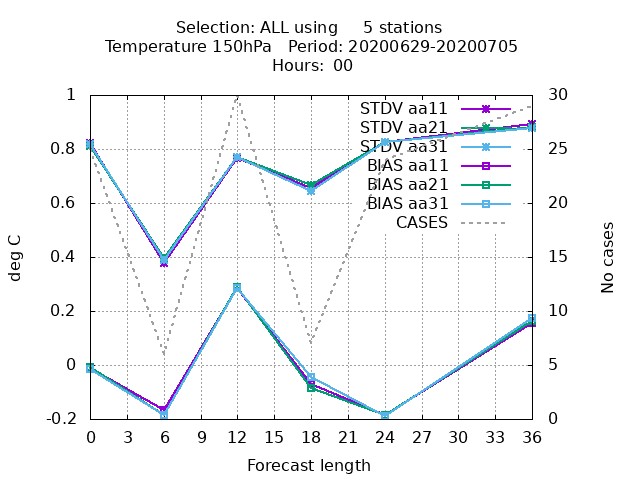 Selection: ALL using     5 stations
Temperature 150hPa   Period: 20200629-20200705
Hours:  00
STDV aa11
STDV aa21
STDV aa31
BIAS aa11
BIAS aa21
BIAS aa31
CASES
1
0.8
0.6
0.4
0.2
0
-0.2
30
25
20
15
10
5
0
deg C
No cases
0 3 6 9 12 15 18 21 24 27 30 33 36
Forecast length